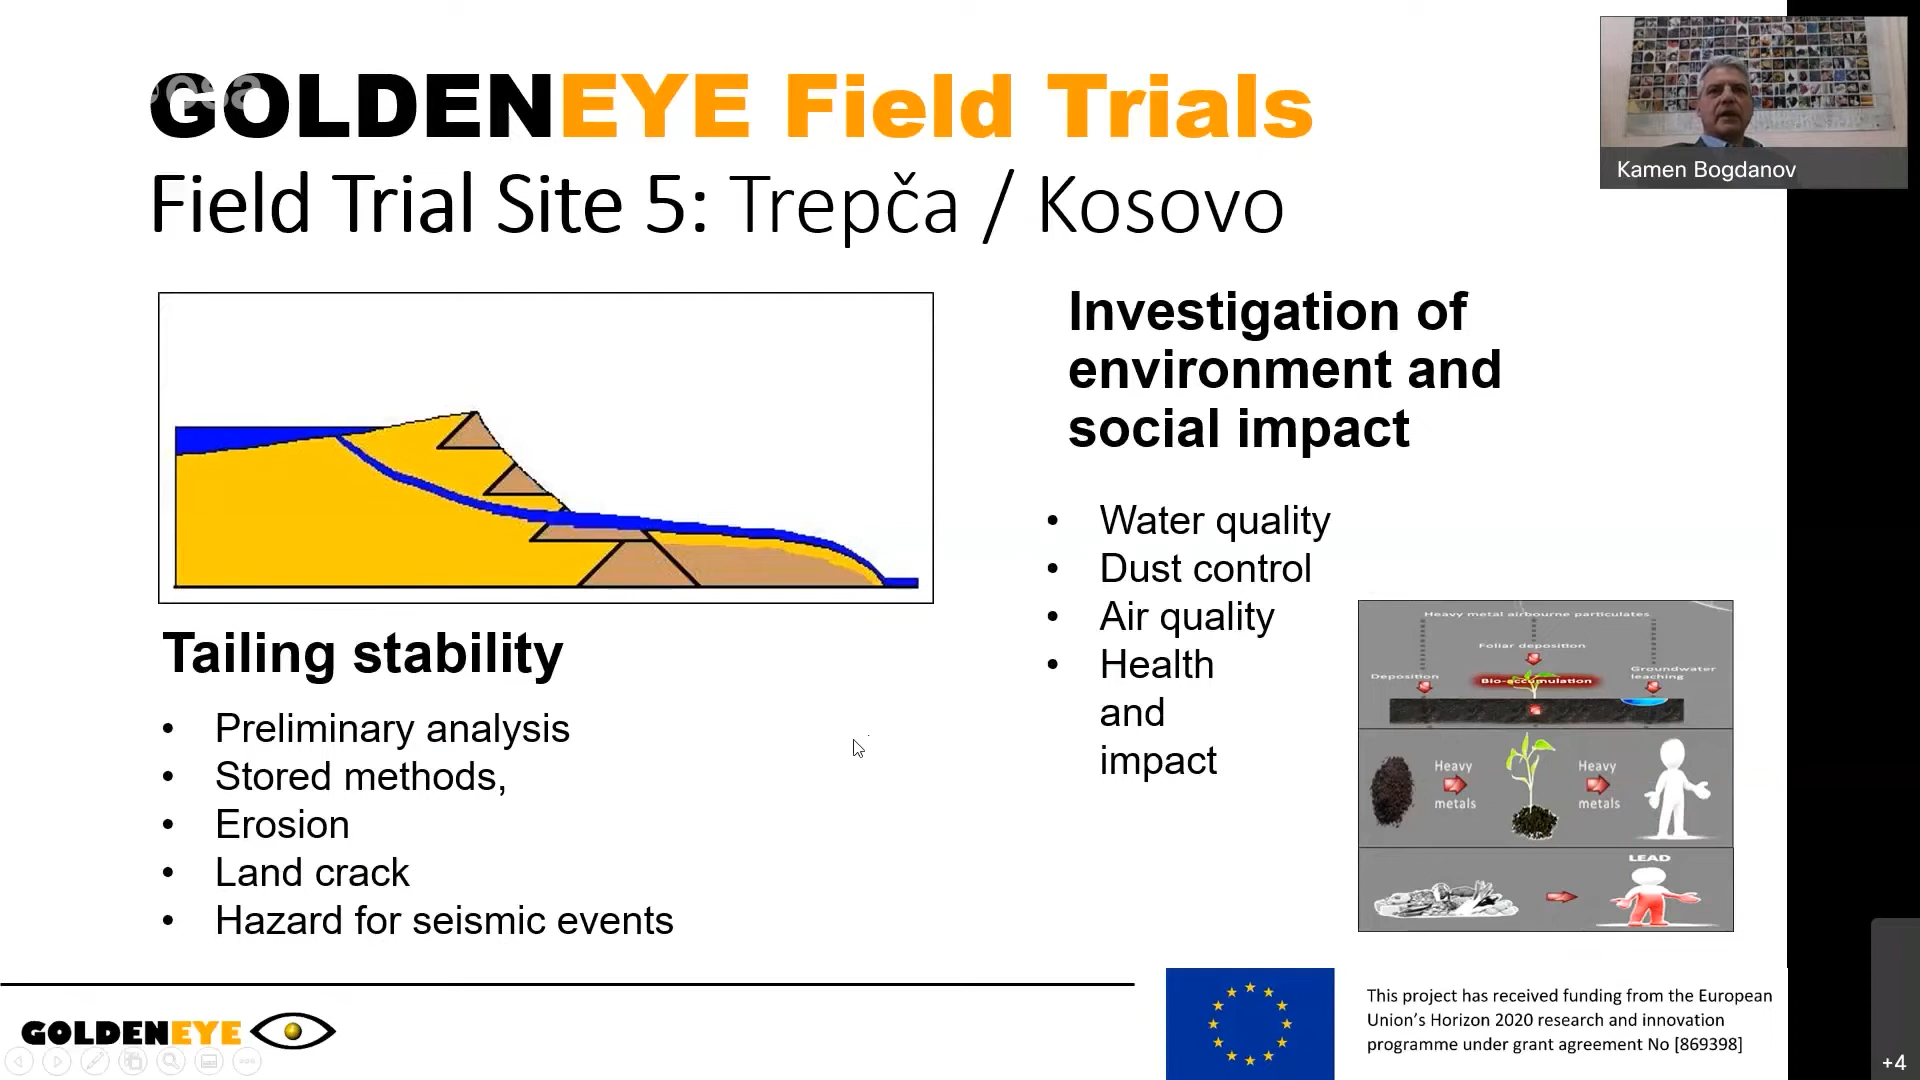 esa
GOLDENEYE Field Trials
Field Trial Site 5: Trepča / Kosovo
Kamen Bogdanov
Tailing stability
• Preliminary analysis
• Stored methods,
• Erosion
• Land crack
• Hazard for seismic events
Investigation of
environment and
social impact
• Water quality
• Dust control
• Air quality
• Health
and
impact
Heavy metal airbourne particulates
Foliar deposition
Deposition
Bio-accumulation
Groundwater
leaching
Heavy
metals
Heavy
metals
LEAD
GOLDENEYE
This project has received funding from the European
Union’s Horizon 2020 research and innovation
programme under grant agreement No [869398]
+4